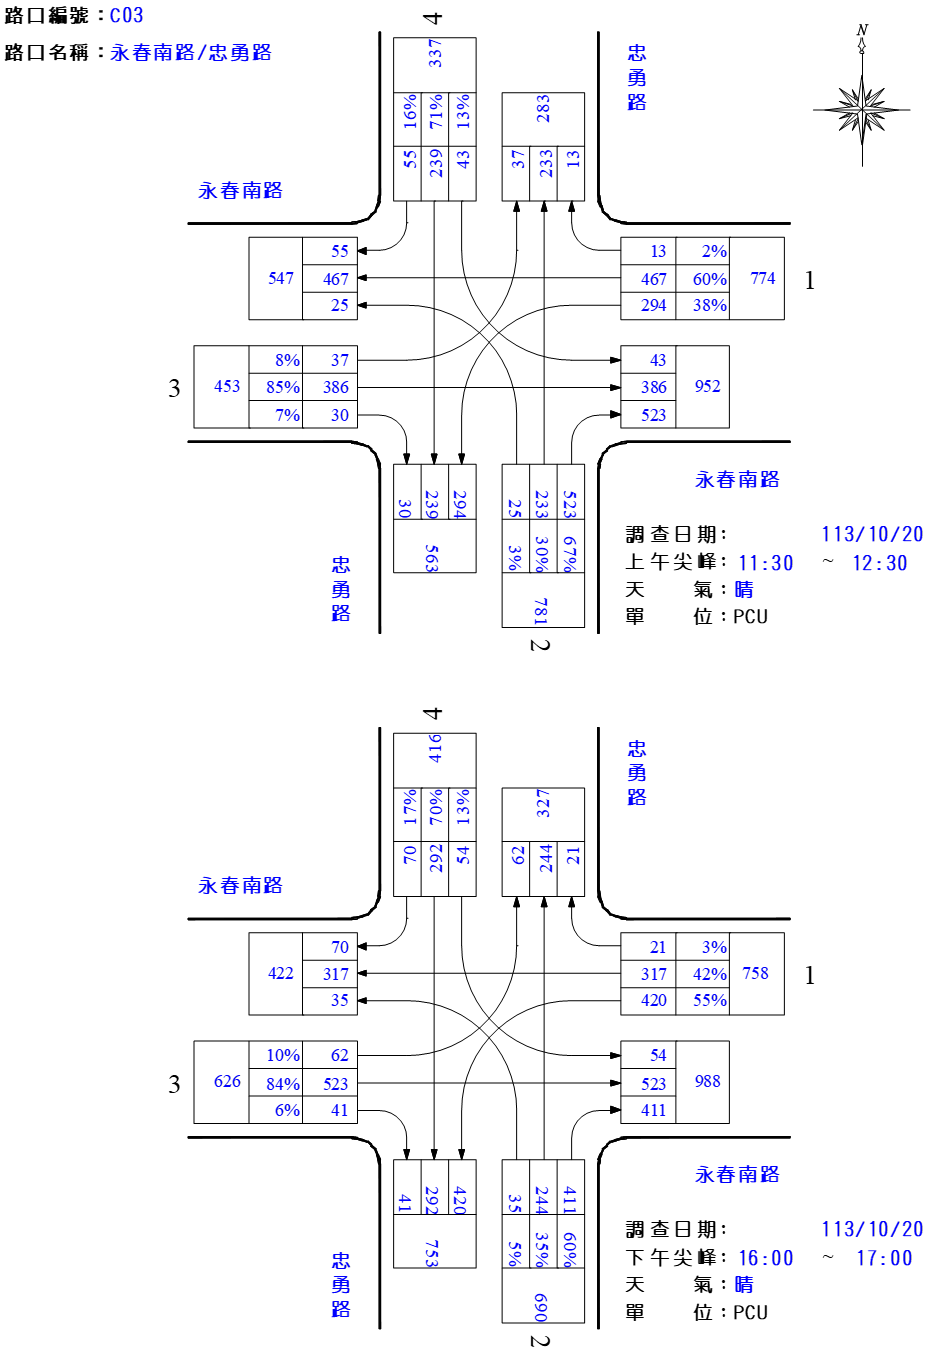 路口編號：C03
路口名稱：永春南路/忠勇路
4
N
忠勇路
337
16% 71% 13%
55 239 43
283
37 233 13
永春南路
55
547 467
25
13 2%
467 60% 774
294 38%
1
3
8% 37
453 85% 386
7% 30
43
386 952
523
30 239 294
563
25 233 523
3% 30% 67%
781
2
永春南路
忠勇路
調查日期: 113/10/20
上午尖峰: 11:30 ~ 12:30
天 氣：晴
單 位：PCU
4
忠勇路
416
17% 70% 13%
70 292 54
327
62 244 21
永春南路
70
422 317
35
21 3%
317 42% 758
420 55%
1
3
10% 62
626 84% 523
6% 41
54
523 988
411
41 292 420
753
35 244 411
5% 35% 60%
690
2
永春南路
忠勇路
調查日期: 113/10/20
下午尖峰: 16:00 ~ 17:00
天 氣：晴
單 位：PCU